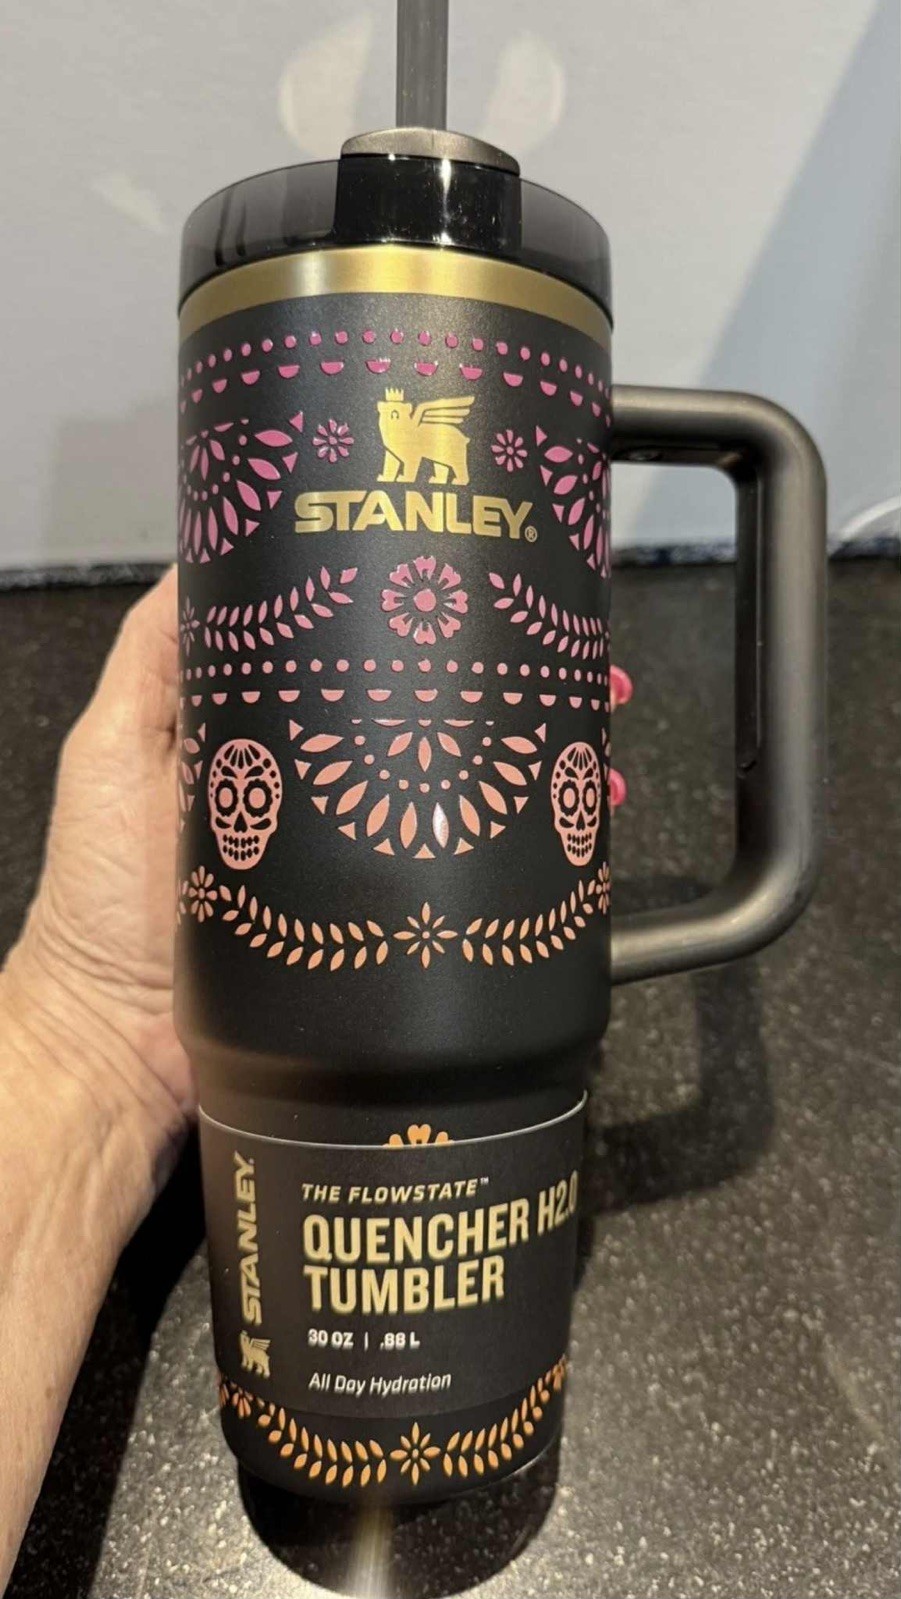 STANLEY®
STANLEY.
THE FLOWSTATE™
QUENCHER H2.0
TUMBLER
30 OZ | .88 L
All Day Hydration